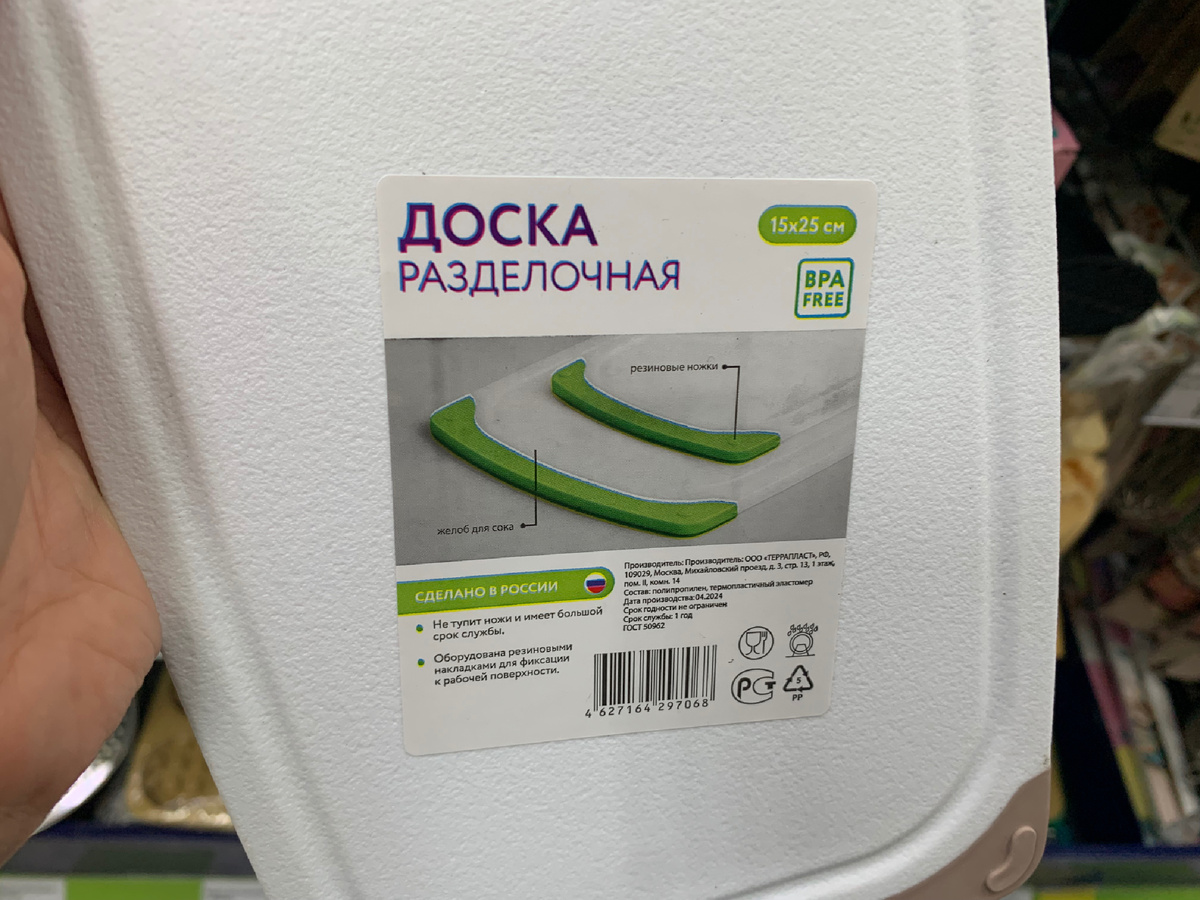 ДОСКА
РАЗДЕЛОЧНАЯ
15x25 см
BPA
FREE
резиновые ножки
желоб для сока
СДЕЛАНО В РОССИИ
Не тупит ножи и имеет большой
срок службы.
Оборудована резиновыми
накладками для фиксации
к рабочей поверхности.
Производитель: Производитель: ООО «ТЕРРАПЛАСТ», РФ,
109029, Москва, Михайловский проезд, д. 3, стр. 13, 1 этаж,
пом. II, комн. 14
Состав: полипропилен, термопластичный эластомер
Дата производства: 04.2024
Срок годности не ограничен
Срок службы: 1 год
ГОСТ 50962
4 627164 297068
РСТ
5
PP